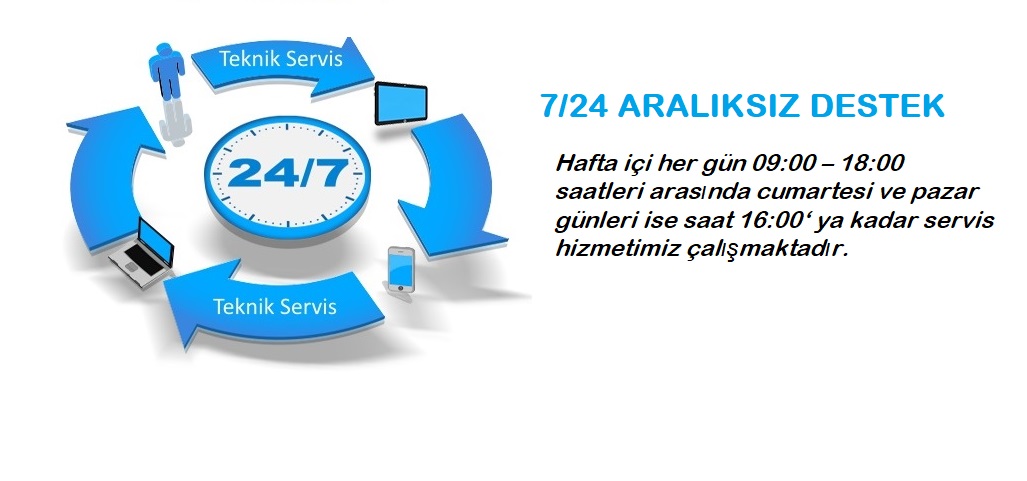 Teknik Servis
24/7
Teknik Servis
7/24 ARALIKSIZ DESTEK
Hafta içi her gün 09:00 – 18:00
saatleri arasında cumartesi ve pazar
günleri ise saat 16:00‘ ya kadar servis
hizmetimiz çalışmaktadır.